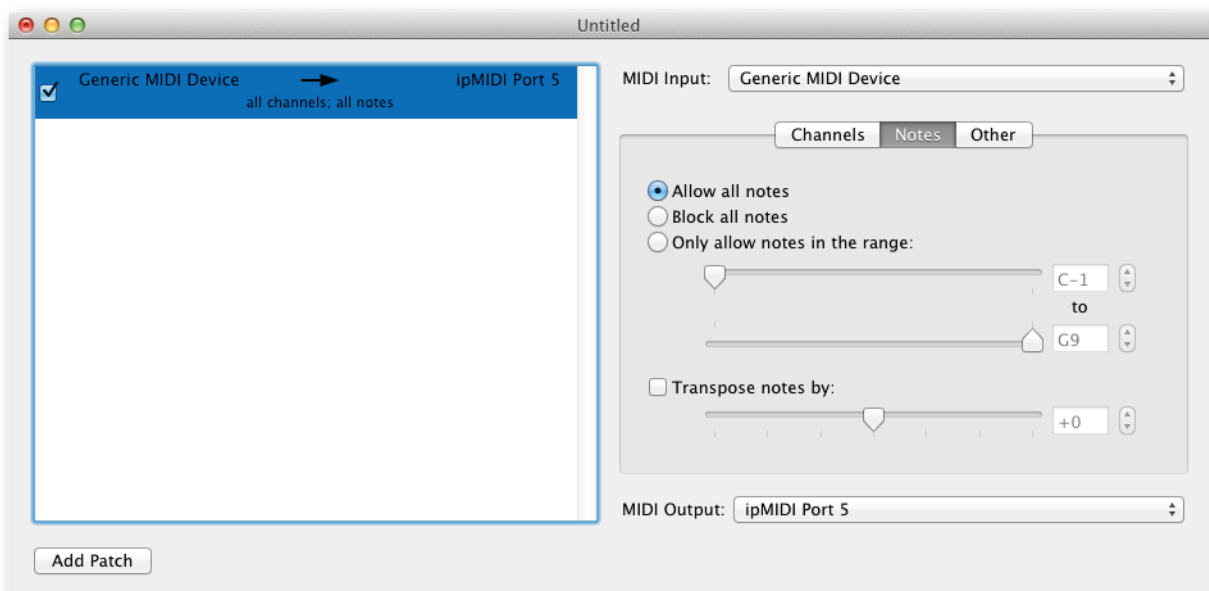 Untitled
Generic MIDI Device ipMIDI Port 5
all channels; all notes
Add Patch
MIDI Input: Generic MIDI Device
Channels Notes Other
Allow all notes
Block all notes
Only allow notes in the range:
C-1
to
G9
Transpose notes by:
+0
MIDI Output: ipMIDI Port 5